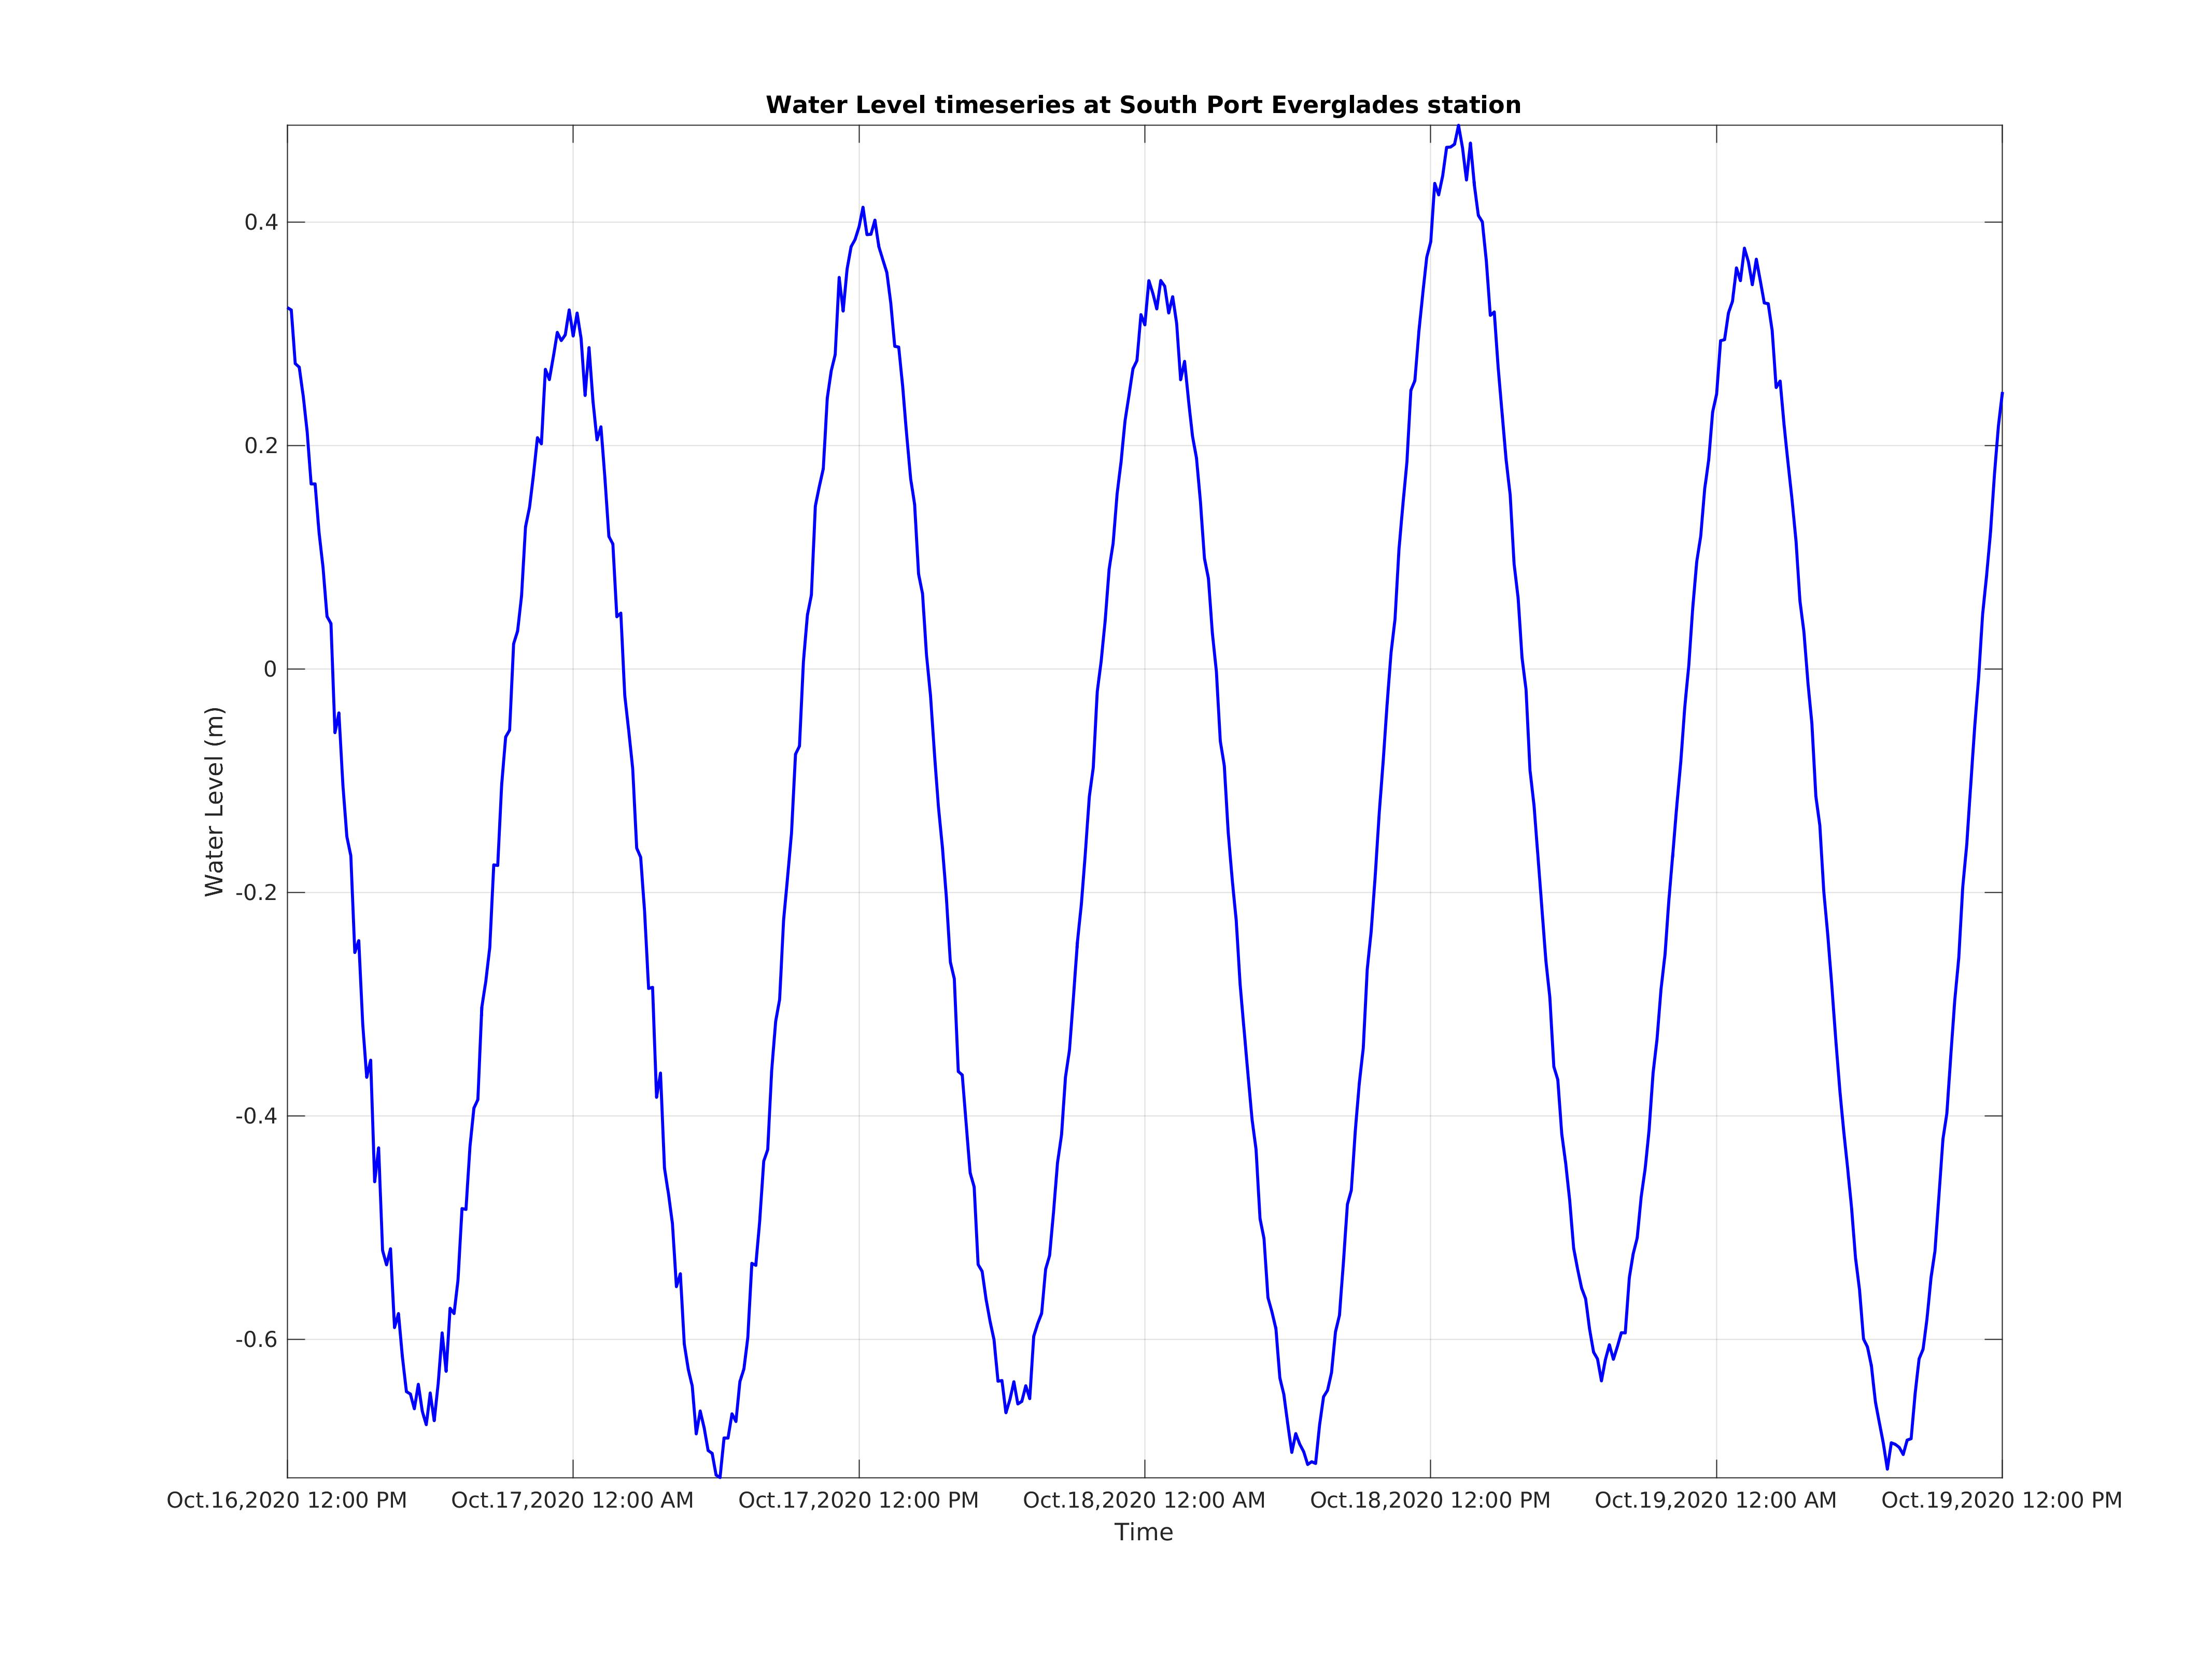 Water Level timeseries at South Port Everglades station
0.4
0.2
0
-0.2
-0.4
-0.6
Water Level (m)
Oct.16,2020 12:00 PM
Oct.17,2020 12:00 AM
Oct.17,2020 12:00 PM
Oct.18,2020 12:00 AM
Oct.18,2020 12:00 PM
Oct.19,2020 12:00 AM
Oct.19,2020 12:00 PM
Time